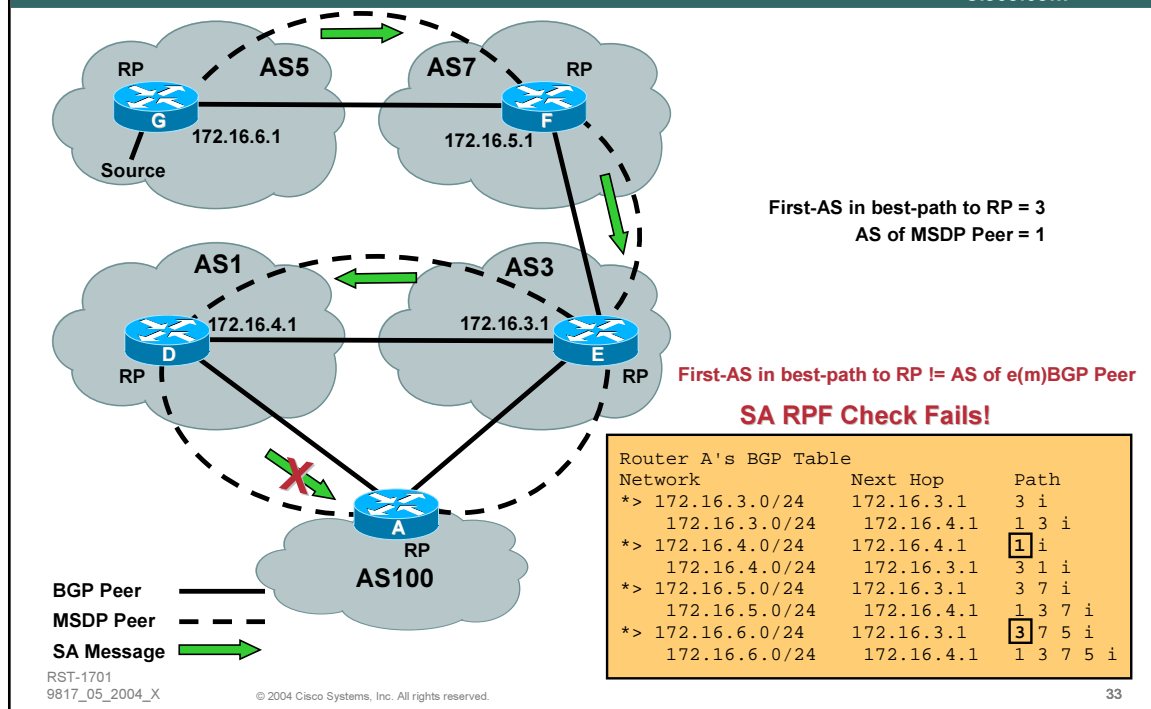 RP
AS5
AS7
RP
G
F
172.16.6.1
172.16.5.1
Source
First-AS in best-path to RP = 3
AS of MSDP Peer = 1
AS1
AS3
172.16.4.1
172.16.3.1
D
E
RP
RP
First-AS in best-path to RP != AS of e(m)BGP Peer
SA RPF Check Fails!
X
A
RP
AS100
Router A's BGP Table
Network Next Hop Path
*> 172.16.3.0/24 172.16.3.1 3 i
172.16.3.0/24 172.16.4.1 1 3 i
*> 172.16.4.0/24 172.16.4.1 1 i
172.16.4.0/24 172.16.3.1 3 1 i
*> 172.16.5.0/24 172.16.3.1 3 7 i
172.16.5.0/24 172.16.4.1 1 3 7 i
*> 172.16.6.0/24 172.16.3.1 3 7 5 i
172.16.6.0/24 172.16.4.1 1 3 7 5 i
BGP Peer
MSDP Peer
SA Message
RST-1701
9817_05_2004_X
© 2004 Cisco Systems, Inc. All rights reserved.
33